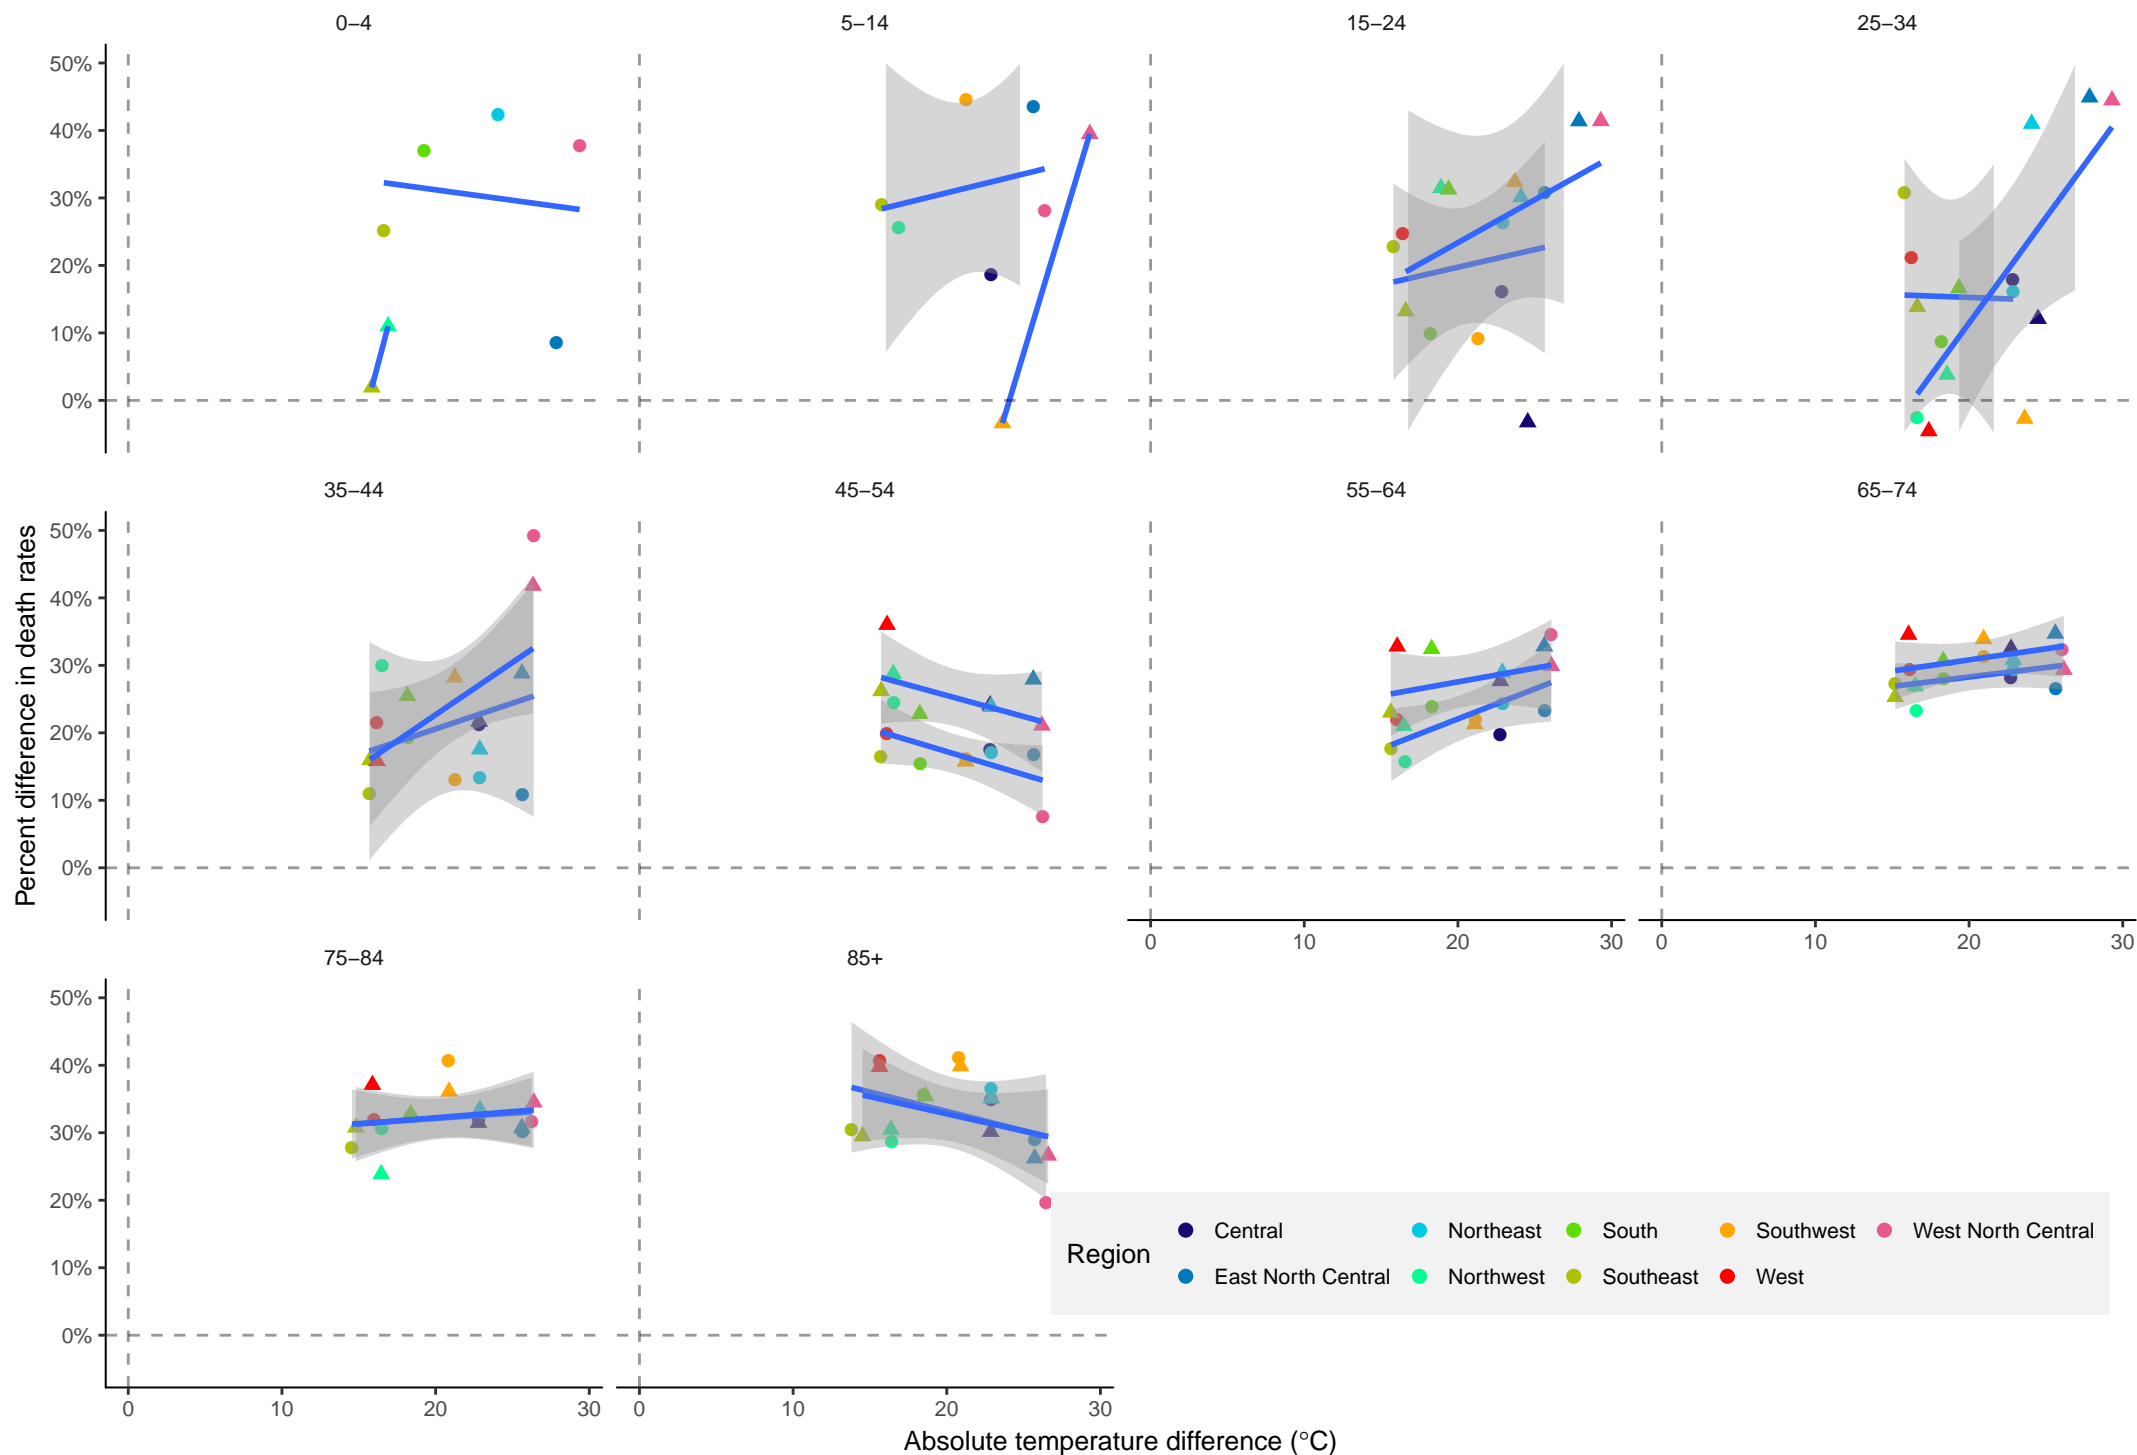 0–4 5–14 15–24 25–34
50%
40%
30%
20%
10%
0%
35–44 45–54 55–64 65–74
Percent difference in death rates
50%
40%
30%
20%
10%
0%
0 10 20 30 0 10 20 30
75–84 85+
50%
40%
30%
20%
10%
0%
Region
Central Northeast South Southwest West North Central
East North Central Northwest Southeast West
0 10 20 30 0 10 20 30
Absolute temperature difference (°C)